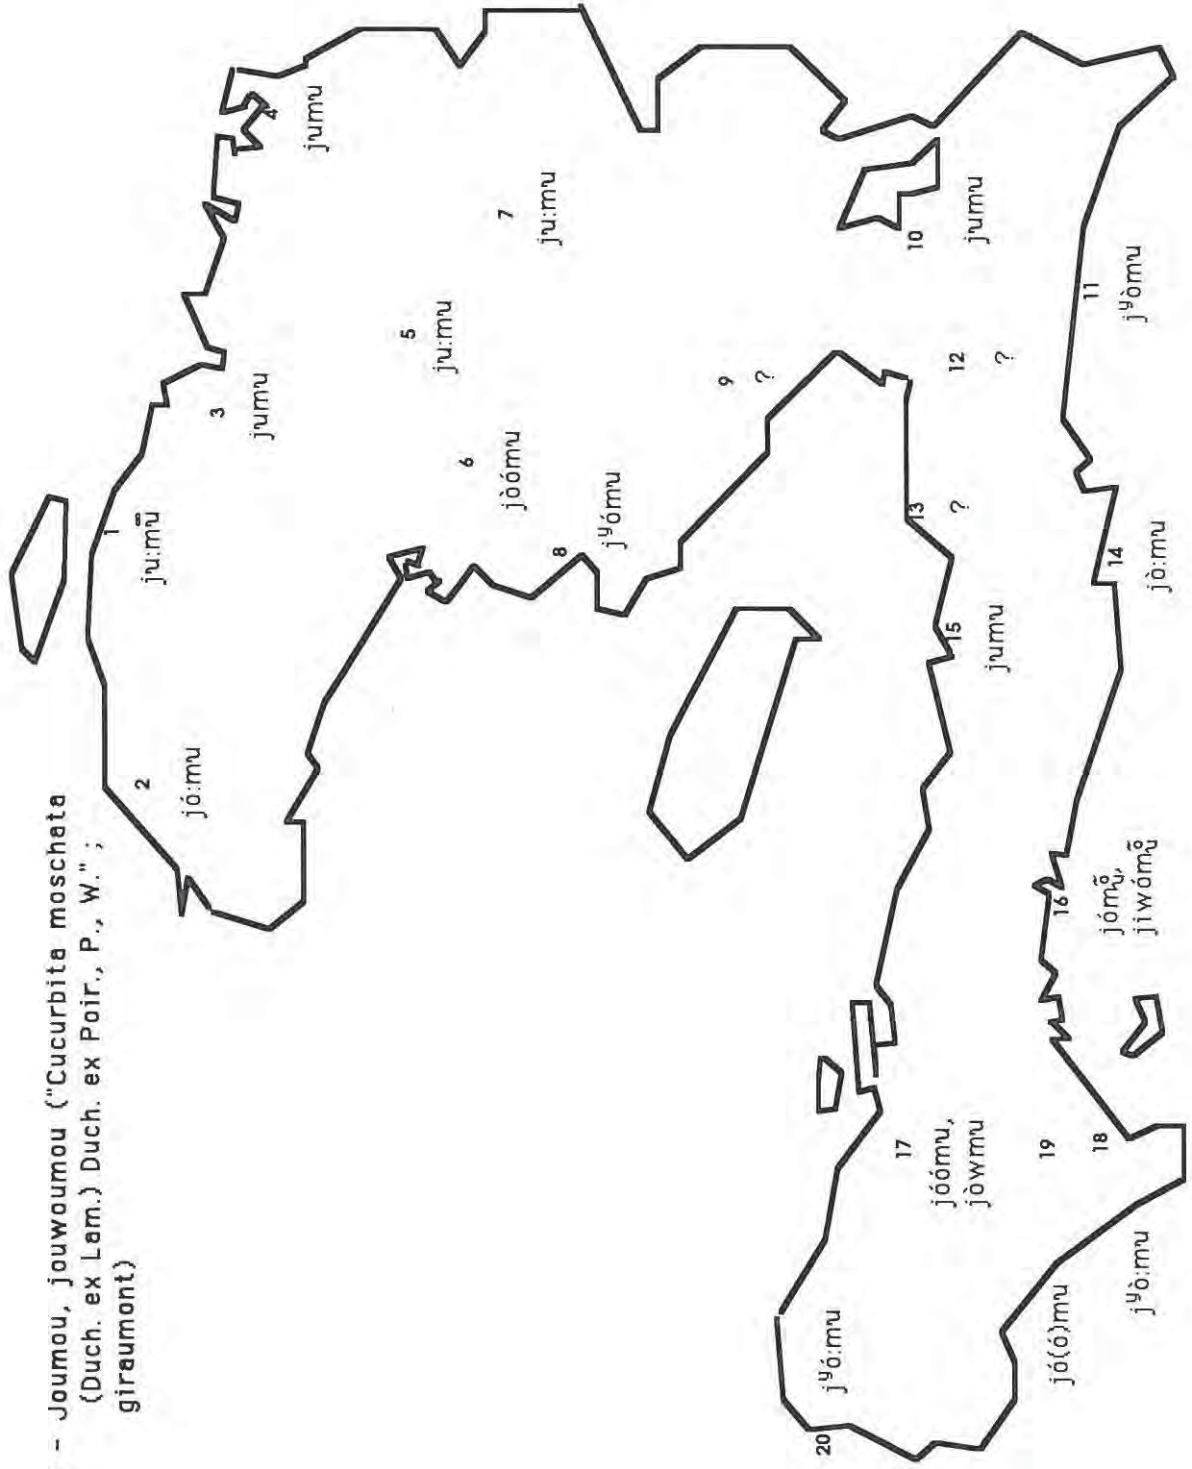 - Joumou, jouwoumou ("Cucurbita moschata
(Duch. ex Lam.) Duch. ex Poir., P., W." ;
giraumont)
1
ju:mũ̥
2
jó:mu
3
jumu
4
jumu
5
ju:mu
6
jòómu
7
ju:mu
8
jʸómu
9
?
10
jumu
11
jʸòmu
12
?
13
?
14
jò:mu
15
jumu
16
jómũ̥,
jiwómũ̥
17
jóómu,
jòwmu
18
jʸò:mu
19
jó(ó)mu
20
jʸó:mu